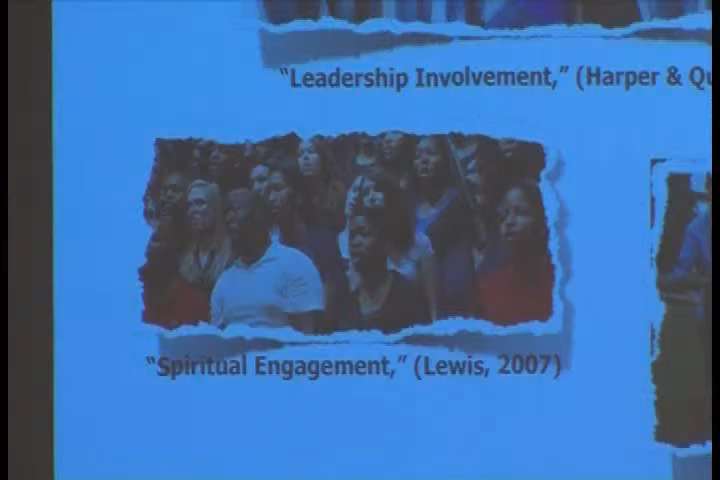 “Leadership Involvement,” (Harper &
“Spiritual Engagement,” (Lewis, 2007)